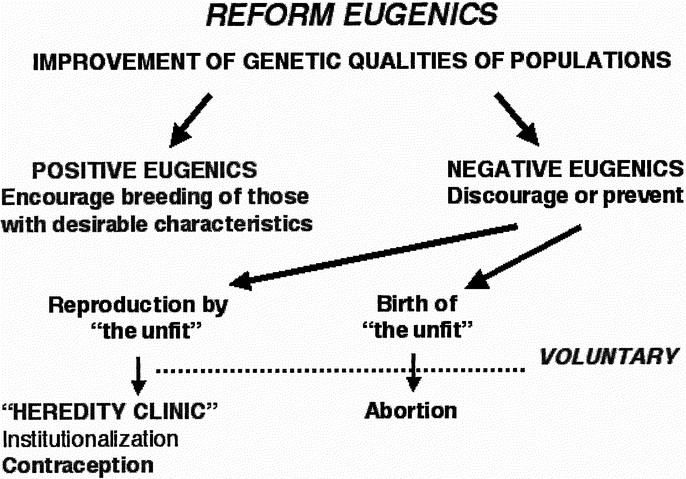 REFORM EUGENICS
IMPROVEMENT OF GENETIC QUALITIES OF POPULATIONS
POSITIVE EUGENICS
Encourage breeding of those
with desirable characteristics
NEGATIVE EUGENICS
Discourage or prevent
Reproduction by
“the unfit”
Birth of
“the unfit”
VOLUNTARY
“HEREDITY CLINIC”
Institutionalization
Contraception
Abortion